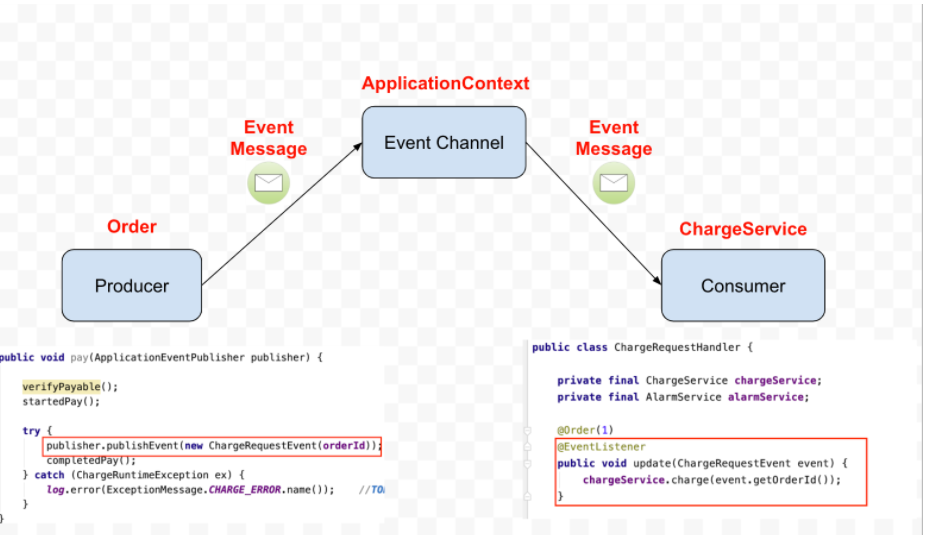 ApplicationContext
Event
Message
Event Channel
Event
Message
Order
Producer
ChargeService
Consumer
public void pay(ApplicationEventPublisher publisher) {
verifyPayable();
startedPay();
try {
publisher.publishEvent(new ChargeRequestEvent(orderId));
completedPay();
} catch (ChargeRuntimeException ex) {
log.error(ExceptionMessage.CHARGE_ERROR.name());
}
}
public class ChargeRequestHandler {
private final ChargeService chargeService;
private final AlarmService alarmService;
@Order(1)
@EventListener
public void update(ChargeRequestEvent event) {
chargeService.charge(event.getOrderId());
}